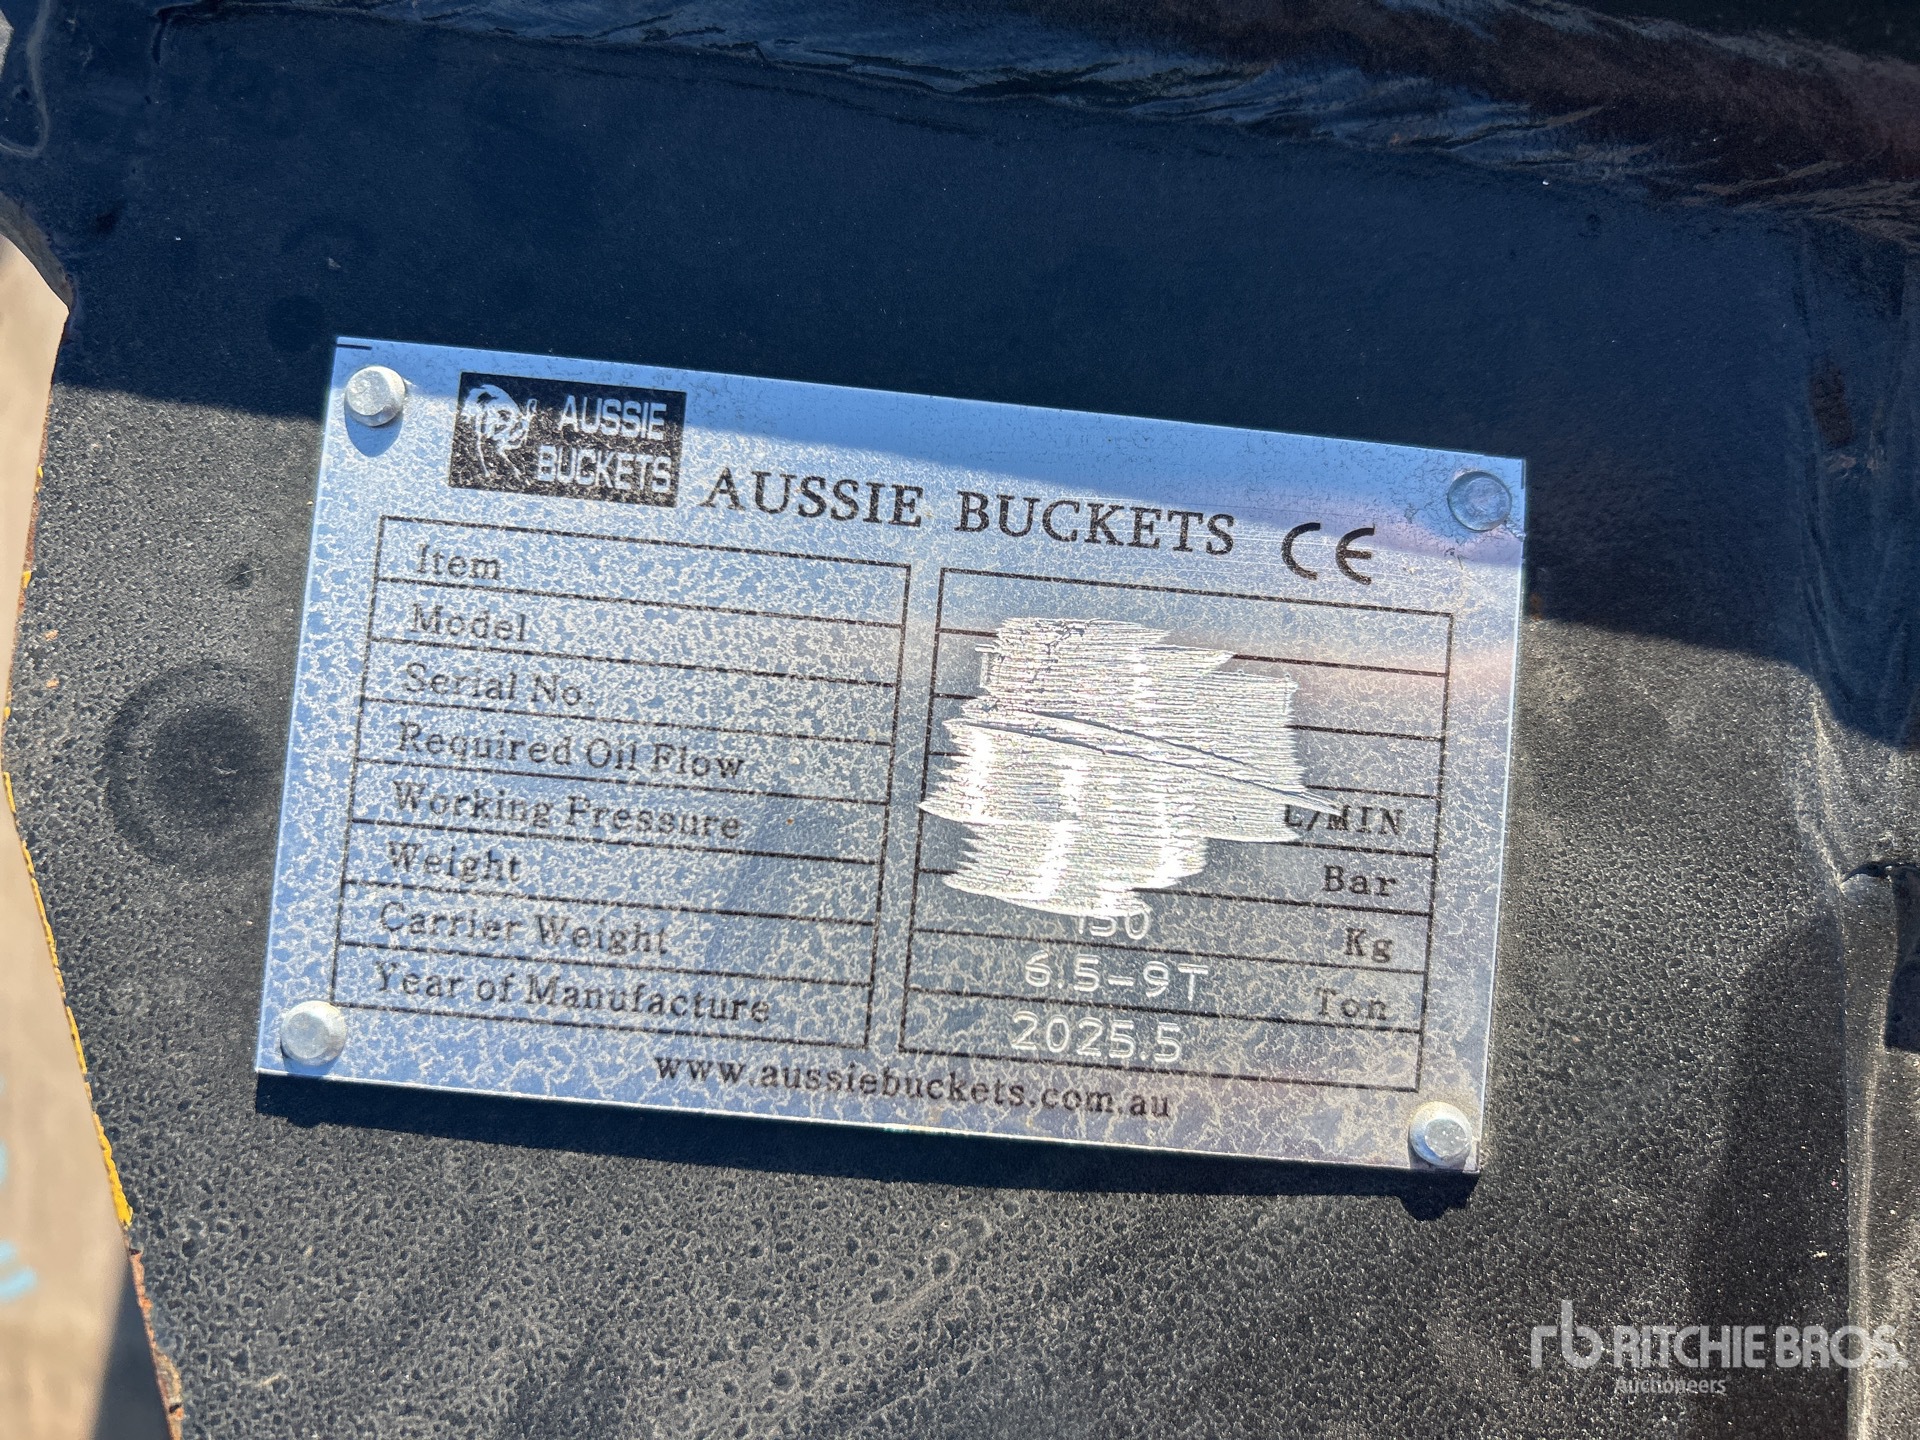 AUSSIE
BUCKETS
AUSSIE BUCKETS CE
Item
Model
Serial No.
Required Oil Flow L/MIN
Working Pressure Bar
Weight Kg
Carrier Weight 6.5-9T Ton
Year of Manufacture 2025.5
www.aussiebuckets.com.au
rb RITCHIE BROS.
Auctioneers